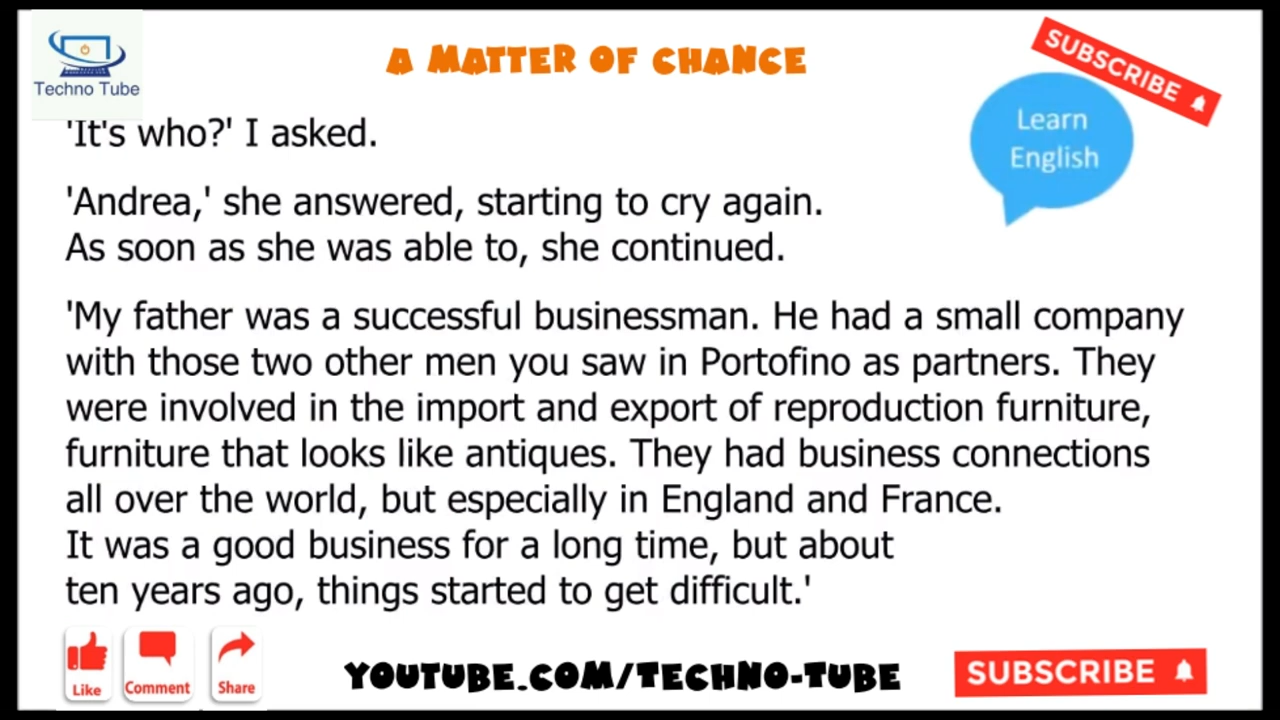 A MATTER OF CHANCE
SUBSCRIBE
Techno Tube
Learn
English
'It's who?' I asked.
'Andrea,' she answered, starting to cry again.
As soon as she was able to, she continued.
'My father was a successful businessman. He had a small company
with those two other men you saw in Portofino as partners. They
were involved in the import and export of reproduction furniture,
furniture that looks like antiques. They had business connections
all over the world, but especially in England and France.
It was a good business for a long time, but about
ten years ago, things started to get difficult.'
Like
Comment
Share
YOUTUBE.COM/TECHNO-TUBE
SUBSCRIBE